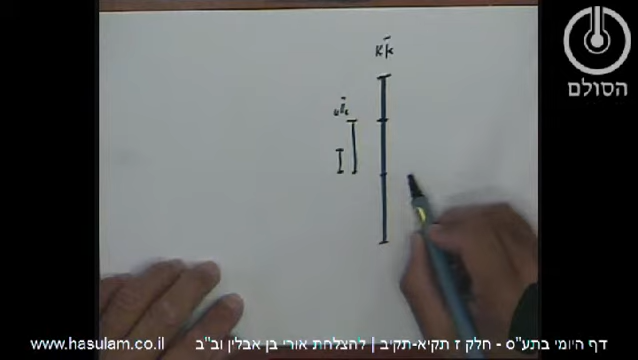 א"א
הסולם
www.hasulam.co.il | דף היומי בתע"ס - חלק ז תקיא-תקיב | להצלחת אורי בן אבלין וב"ב